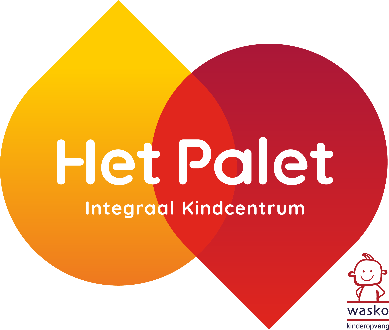 Het Palet
Integraal Kindcentrum
wasko
kinderopvang